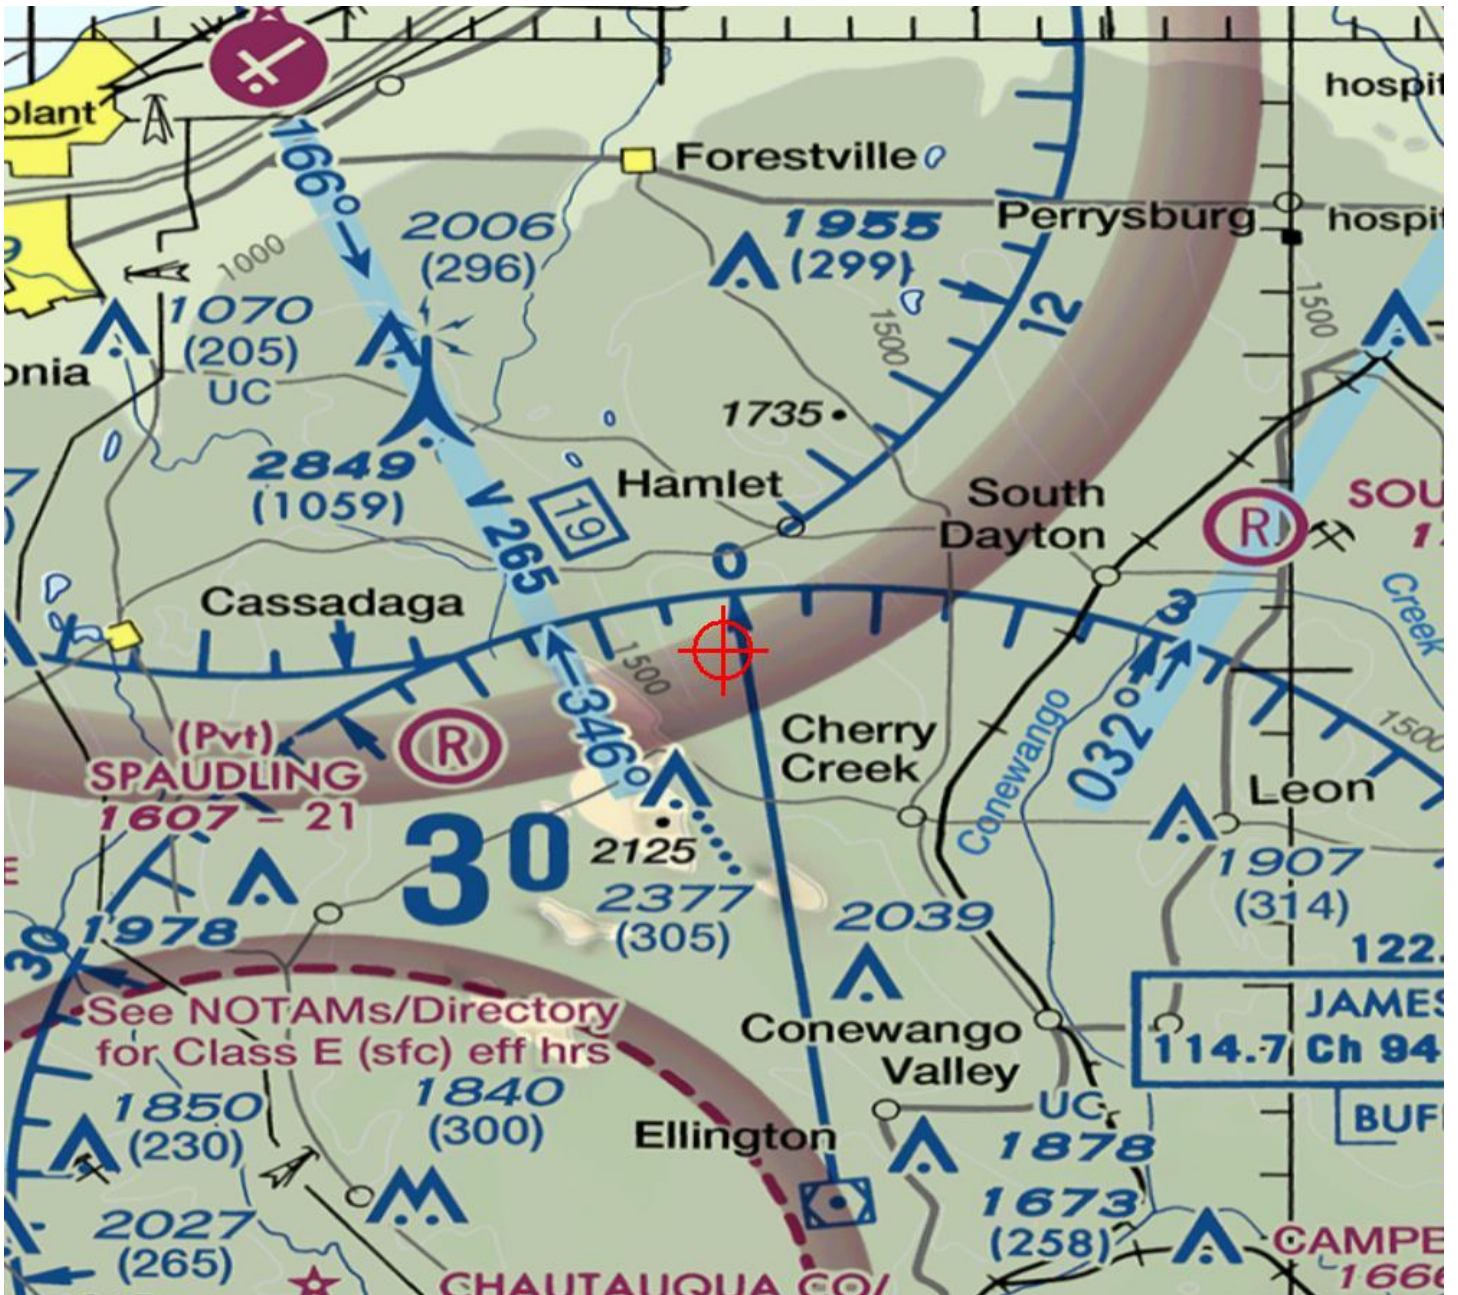 plant
hospit
166°
Forestville
Perrysburg
hospit
9
1000
2006
(296)
1955
(299)
12
1500
1500
1070
(205)
UC
onia
1735
2849
(1059)
V 265
19
Hamlet
South
Dayton
R
SOU
Creek
0
3
Cassadaga
1500
346°
(Pvt)
SPAUDLING
1607 - 21
R
Cherry
Creek
Conewango
032°
Leon
1500
30
2125
2377
(305)
1907
(314)
2039
1978
30
See NOTAMs/Directory
for Class E (sfc) eff hrs
Conewango
Valley
122.
JAMES
114.7 Ch 94
BUF
1850
(230)
1840
(300)
Ellington
UC
1878
1673
(258)
2027
(265)
CHAUTAUQUA CO/
CAMPE
1666